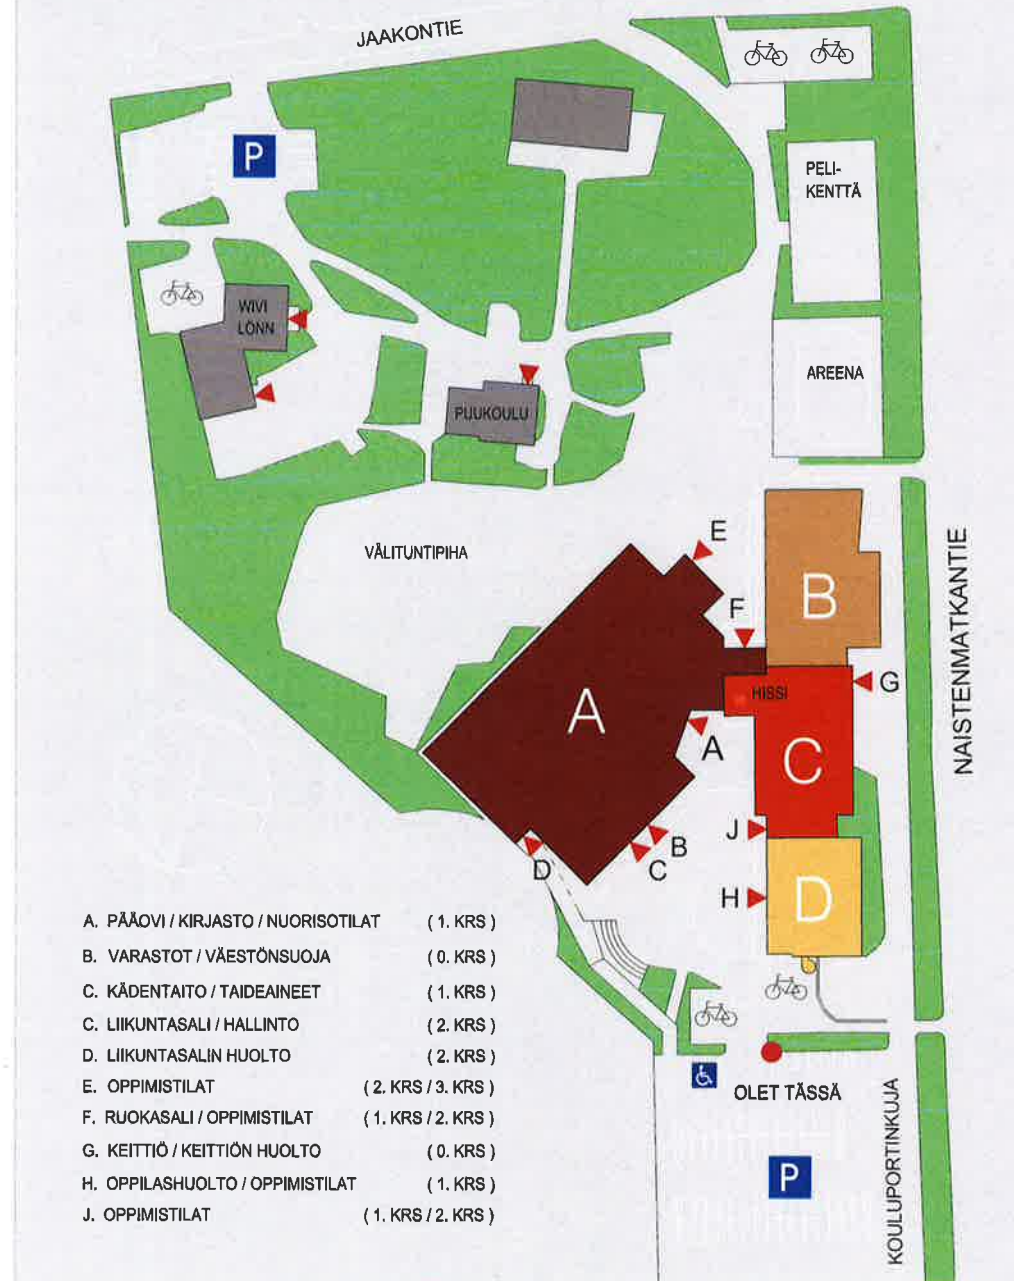 JAAKONTIE
P
PELI-
KENTTÄ
WIVI
LÖNN
AREENA
PUUKOULU
VÄLITUNTIPIHA
E
B
F
NAISTENMATKANTIE
HISSI
G
A
A
C
J
B
C
D
H
D
A. PÄÄOVI / KIRJASTO / NUORISOTILAT ( 1. KRS )
B. VARASTOT / VÄESTÖNSUOJA ( 0. KRS )
C. KÄDENTAITO / TAIDEAINEET ( 1. KRS )
C. LIIKUNTASALI / HALLINTO ( 2. KRS )
D. LIIKUNTASALIN HUOLTO ( 2. KRS )
E. OPPIMISTILAT ( 2. KRS / 3. KRS )
F. RUOKASALI / OPPIMISTILAT ( 1. KRS / 2. KRS )
G. KEITTIÖ / KEITTIÖN HUOLTO ( 0. KRS )
H. OPPILASHUOLTO / OPPIMISTILAT ( 1. KRS )
J. OPPIMISTILAT ( 1. KRS / 2. KRS )
OLET TÄSSÄ
P
KOULUPORTINKUJA